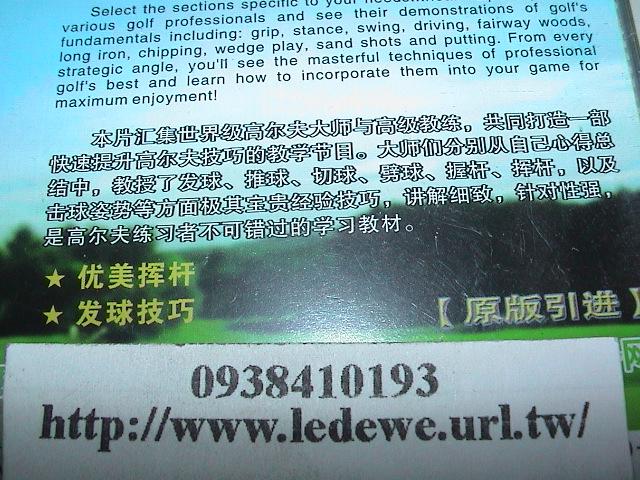 Select the sections specific to your
various golf professionals and see their demonstrations of golf's
fundamentals including: grip, stance, swing, driving, fairway woods,
long iron, chipping, wedge play, sand shots and putting. From every
strategic angle, you'll see the masterful techniques of professional
golf's best and learn how to incorporate them into your game for
maximum enjoyment!
本片汇集世界级高尔夫大师与高级教练，共同打造一部
快速提升高尔夫技巧的教学节目。大师们分别从自己心得总
结中，教授了发球、推球、切球、劈球、握杆、挥杆，以及
击球姿势等方面极其宝贵经验技巧，讲解细致，针对性强，
是高尔夫练习者不可错过的学习教材。
★ 优美挥杆
★ 发球技巧
【原版引进】
网
0938410193
http://www.ledewe.url.tw/